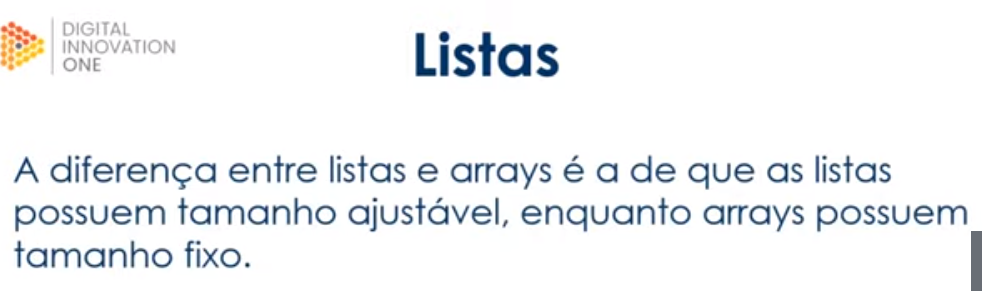 DIGITAL
INNOVATION
ONE
Listas
A diferença entre listas e arrays é a de que as listas
possuem tamanho ajustável, enquanto arrays possuem
tamanho fixo.